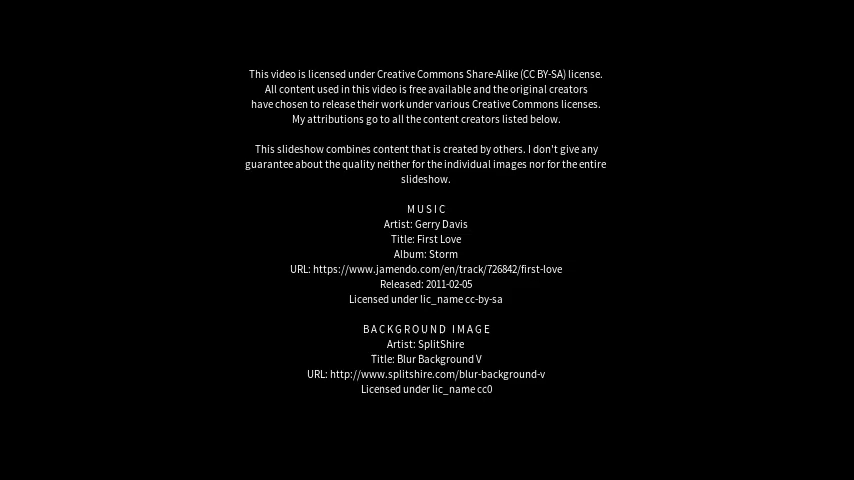 This video is licensed under Creative Commons Share-Alike (CC BY-SA) license.
All content used in this video is free available and the original creators
have chosen to release their work under various Creative Commons licenses.
My attributions go to all the content creators listed below.
This slideshow combines content that is created by others. I don't give any
guarantee about the quality neither for the individual images nor for the entire
slideshow.
MUSIC
Artist: Gerry Davis
Title: First Love
Album: Storm
URL: https://www.jamendo.com/en/track/726842/first-love
Released: 2011-02-05
Licensed under lic_name cc-by-sa
BACKGROUND IMAGE
Artist: SplitShire
Title: Blur Background V
URL: http://www.splitshire.com/blur-background-v
Licensed under lic_name cc0